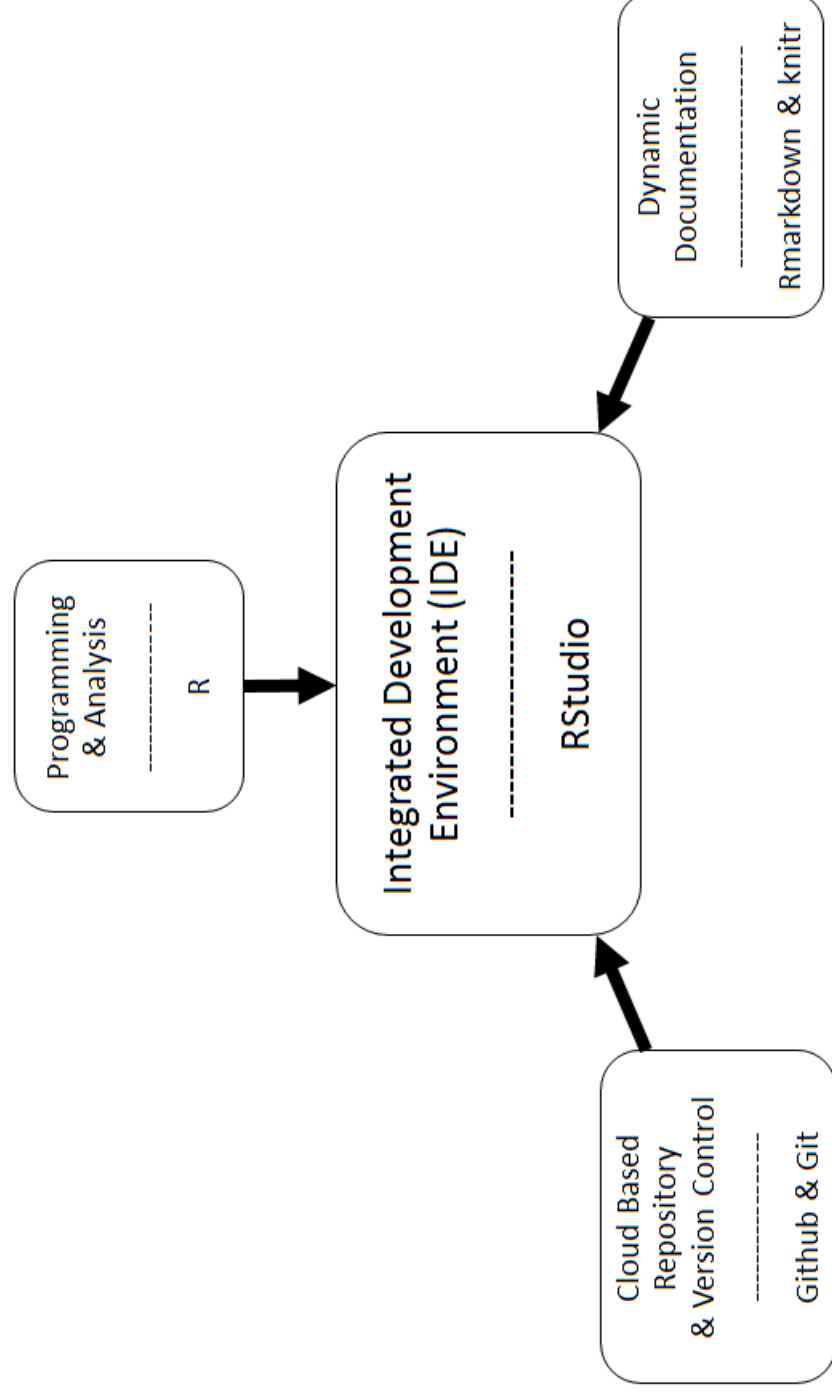 Programming
& Analysis
---------------
R
Integrated Development
Environment (IDE)
--------------------
RStudio
Cloud Based
Repository
& Version Control
---------------
Github & Git
Dynamic
Documentation
--------------------
Rmarkdown & knitr